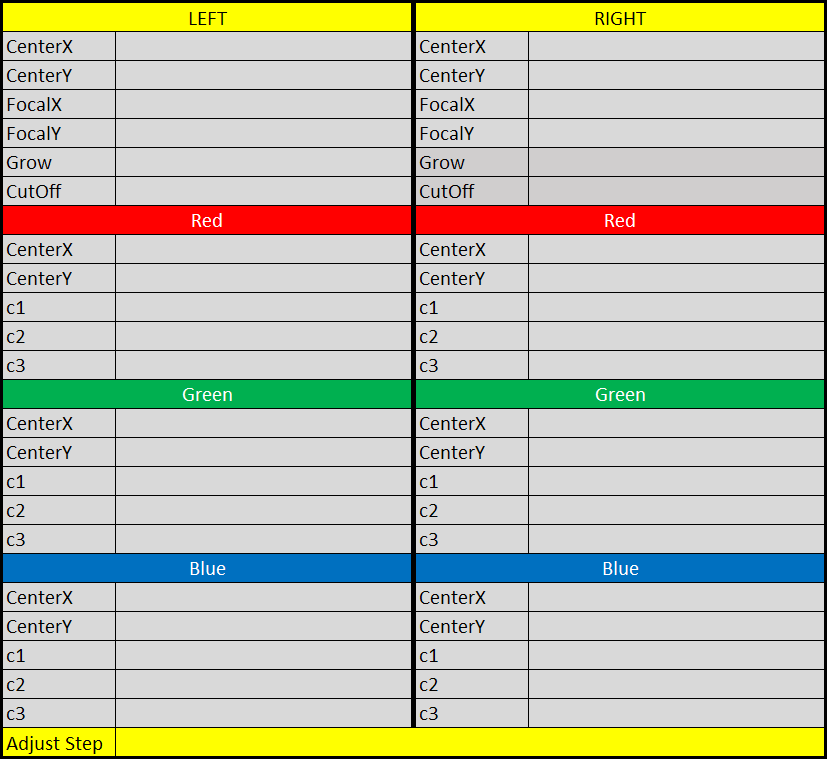 LEFT RIGHT
CenterX CenterX
CenterY CenterY
FocalX FocalX
FocalY FocalY
Grow Grow
CutOff CutOff
Red Red
CenterX CenterX
CenterY CenterY
c1 c1
c2 c2
c3 c3
Green Green
CenterX CenterX
CenterY CenterY
c1 c1
c2 c2
c3 c3
Blue Blue
CenterX CenterX
CenterY CenterY
c1 c1
c2 c2
c3 c3
Adjust Step